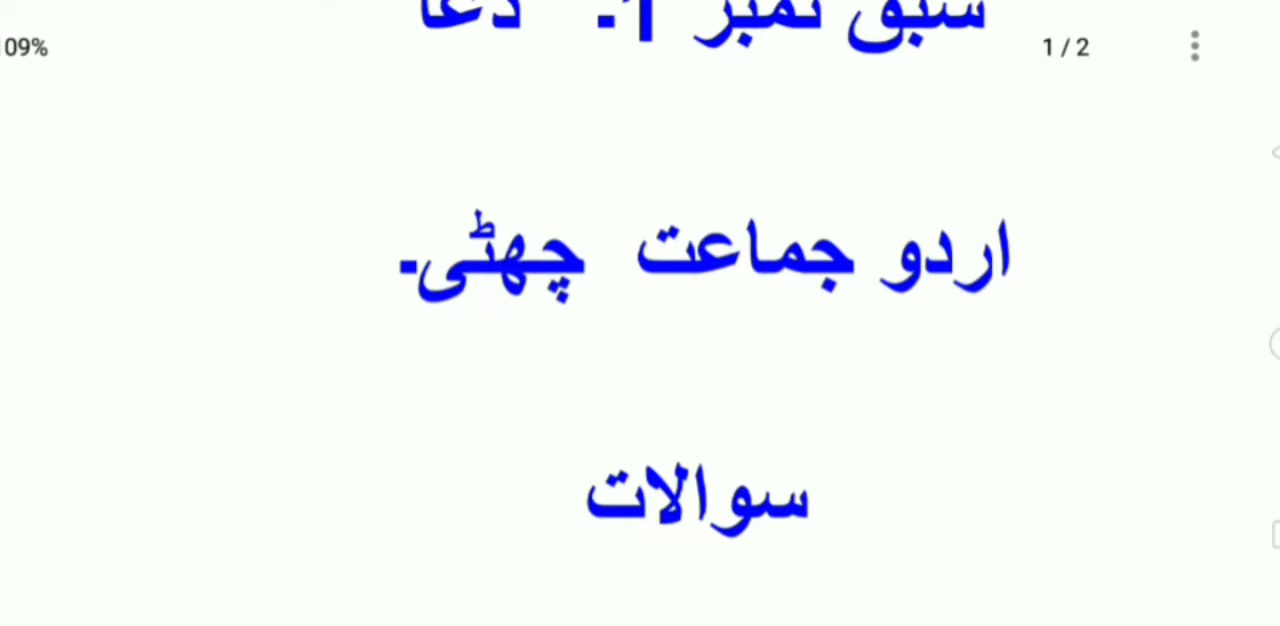 سبق نمبر 1۔ دعا
09%
1 / 2
اردو جماعت چھٹی۔
سوالات